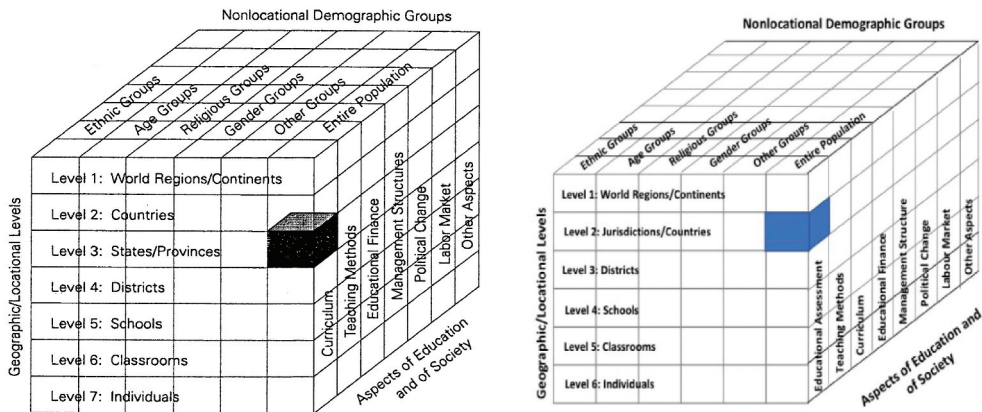 Nonlocational Demographic Groups
Ethnic Groups
Age Groups
Religious Groups
Gender Groups
Other Groups
Entire Population
Geographic/Locational Levels
Level 1: World Regions/Continents
Level 2: Countries
Level 3: States/Provinces
Level 4: Districts
Level 5: Schools
Level 6: Classrooms
Level 7: Individuals
Curriculum
Teaching Methods
Educational Finance
Management Structures
Political Change
Labor Market
Other Aspects
Aspects of Education
and of Society
Nonlocational Demographic Groups
Ethnic Groups
Age Groups
Religious Groups
Gender Groups
Other Groups
Entire Population
Geographic/Locational Levels
Level 1: World Regions/Continents
Level 2: Jurisdictions/Countries
Level 3: Districts
Level 4: Schools
Level 5: Classrooms
Level 6: Individuals
Educational Assessment
Teaching Methods
Curriculum
Educational Finance
Management Structure
Political Change
Labour Market
Other Aspects
Aspects of Education and
of Society